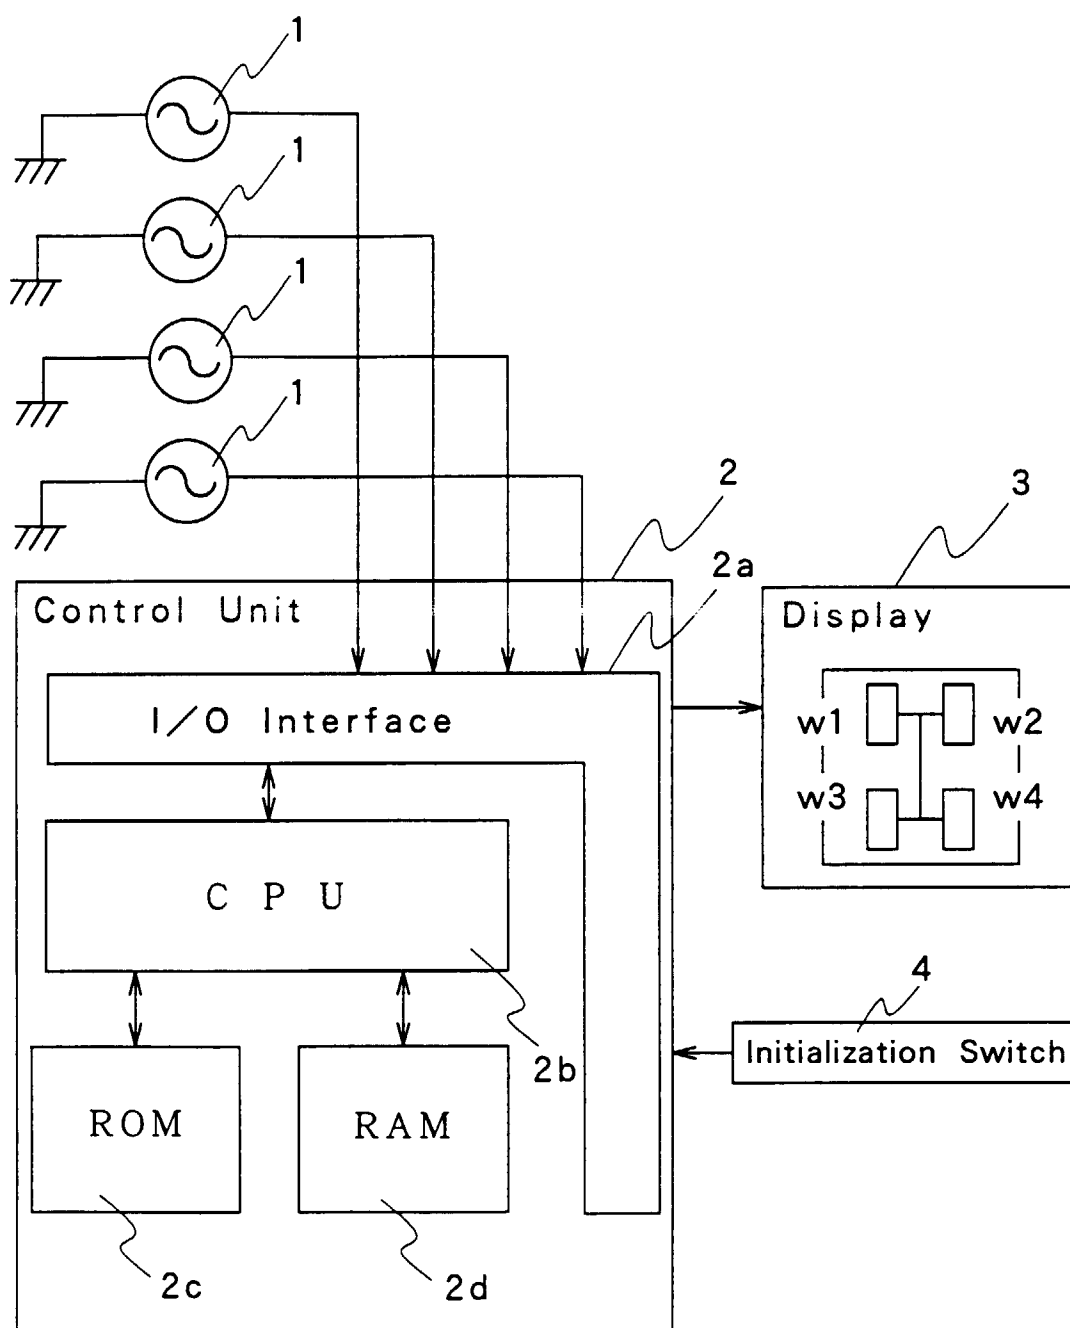 1
1
1
1
2
3
2a
Control Unit
Display
I/O Interface
w1
w2
w3
w4
CPU
4
Initialization Switch
2b
ROM
RAM
2c
2d